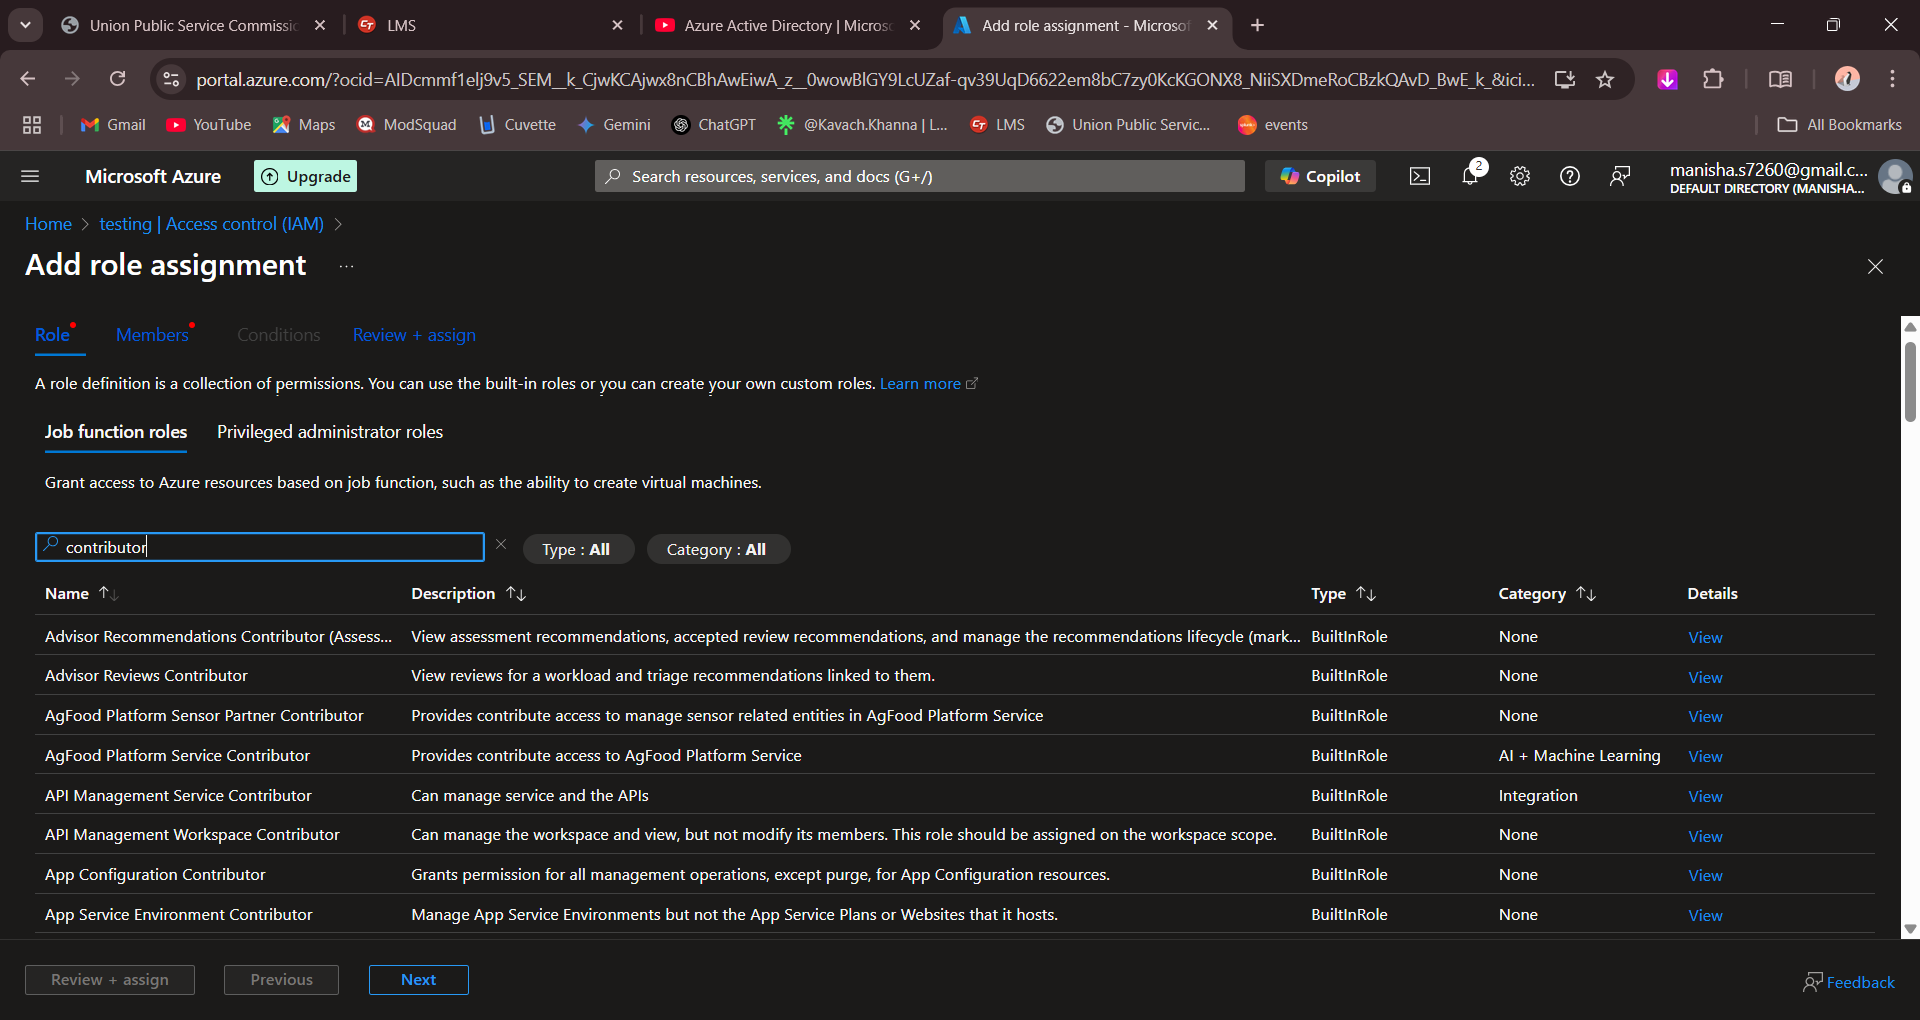 Union Public Service Commissic
LMS
Azure Active Directory | Microsc
Add role assignment - Microsof
portal.azure.com/?ocid=AIDcmmf1elj9v5_SEM__k_CjwKCAjwx8nCBhAwEiwA_z__0wowBlGY9LcUZaf-qv39UqD6622em8bC7zy0KcKGONX8_NiiSXDmeRoCBzkQAvD_BwE_k_&ici...
Gmail
YouTube
Maps
ModSquad
Cuvette
Gemini
ChatGPT
@Kavach.Khanna | L...
LMS
Union Public Servic...
events
All Bookmarks
Microsoft Azure
Upgrade
Search resources, services, and docs (G+/)
Copilot
2
manisha.s7260@gmail.c...
DEFAULT DIRECTORY (MANISHA...
Home > testing | Access control (IAM) >
Add role assignment ...
Role
Members
Conditions
Review + assign
A role definition is a collection of permissions. You can use the built-in roles or you can create your own custom roles. Learn more
Job function roles
Privileged administrator roles
Grant access to Azure resources based on job function, such as the ability to create virtual machines.
contributor
Type : All
Category : All
Name Description Type Category Details
Advisor Recommendations Contributor (Assess... View assessment recommendations, accepted review recommendations, and manage the recommendations lifecycle (mark... BuiltInRole None View
Advisor Reviews Contributor View reviews for a workload and triage recommendations linked to them. BuiltInRole None View
AgFood Platform Sensor Partner Contributor Provides contribute access to manage sensor related entities in AgFood Platform Service BuiltInRole None View
AgFood Platform Service Contributor Provides contribute access to AgFood Platform Service BuiltInRole AI + Machine Learning View
API Management Service Contributor Can manage service and the APIs BuiltInRole Integration View
API Management Workspace Contributor Can manage the workspace and view, but not modify its members. This role should be assigned on the workspace scope. BuiltInRole None View
App Configuration Contributor Grants permission for all management operations, except purge, for App Configuration resources. BuiltInRole None View
App Service Environment Contributor Manage App Service Environments but not the App Service Plans or Websites that it hosts. BuiltInRole None View
Review + assign
Previous
Next
Feedback